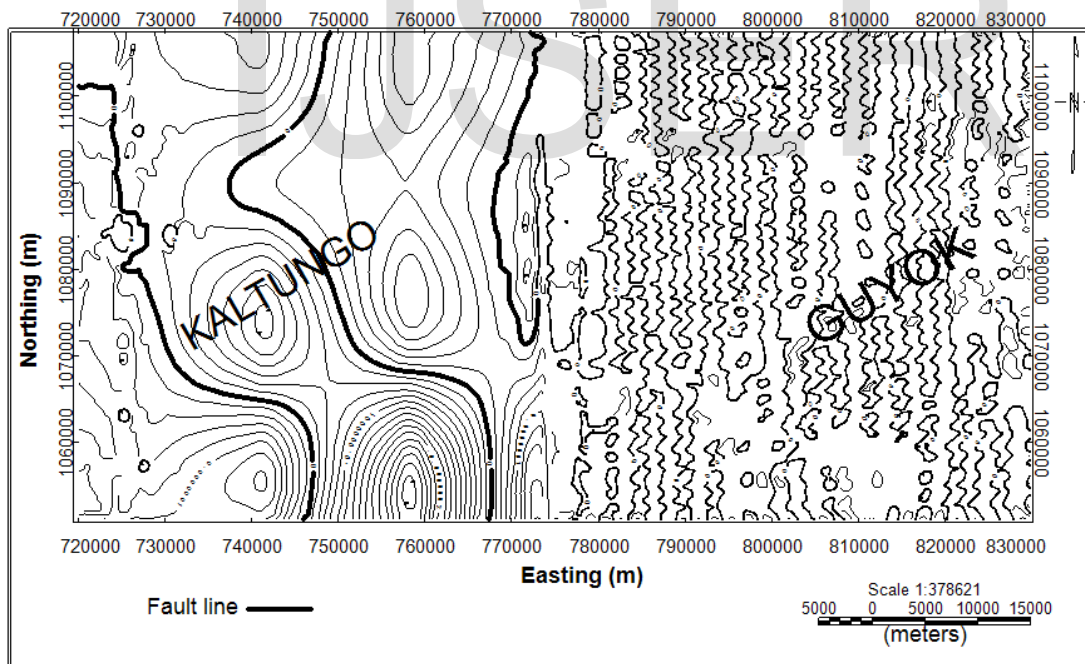 IJSER
720000 730000 740000 750000 760000 770000 780000 790000 800000 810000 820000 830000
1100000
1090000
1080000
1070000
1060000
Northing (m)
KALTUNGO
GUYOK
N
1100000
1090000
1080000
1070000
1060000
720000 730000 740000 750000 760000 770000 780000 790000 800000 810000 820000 830000
Easting (m)
Fault line
Scale 1:378621
5000 0 5000 10000 15000
(meters)